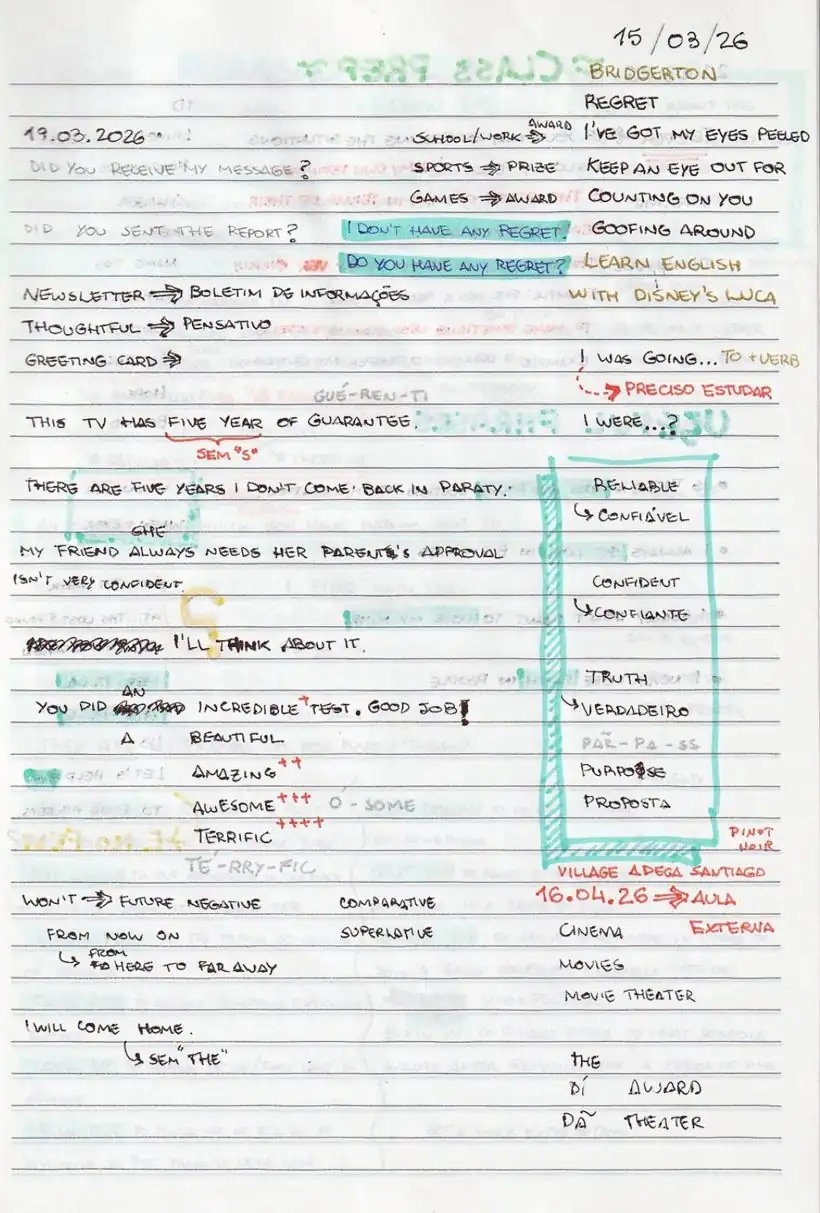 15/03/26
BRIDGERTON
REGRET
19.03.2026
SCHOOL/WORK ⇒ AWARD
I'VE GOT MY EYES PEELED
DID YOU RECEIVE MY MESSAGE?
SPORTS ⇒ PRIZE
KEEP AN EYE OUT FOR
GAMES ⇒ AWARD
COUNTING ON YOU
DID YOU SENT THE REPORT?
I DON'T HAVE ANY REGRET!
GOOFING AROUND
DO YOU HAVE ANY REGRET?
LEARN ENGLISH
NEWSLETTER ⇒ BOLETIM DE INFORMAÇÕES
WITH DISNEY'S LUCA
THOUGHTFUL ⇒ PENSATIVO
GREETING CARD ⇒
I WAS GOING... TO + VERB
PRECISO ESTUDAR
GUÉ-REN-TI
THIS TV HAS FIVE YEAR OF GUARANTEE.
I WERE...?
SEM "S"
THERE ARE FIVE YEARS I DON'T COME BACK IN PARATY.
RELIABLE
CONFIÁVEL
SHE
MY FRIEND ALWAYS NEEDS HER PARENT'S APPROVAL
ISN'T VERY CONFIDENT.
CONFIDENT
CONFIANTE
?
I'LL THINK ABOUT IT.
TRUTH
VERDADEIRO
AN
YOU DID INCREDIBLE + TEST. GOOD JOB!
A BEAUTIFUL
PAR-PA-SS
AMAZING ++
PURPOSE
AWESOME +++ Ó-SOME
PROPOSTA
TERRIFIC ++++
TÉ-RRY-FIC
PINOT
NOIR
VILLAGE ADEGA SANTIAGO
16.04.26 ⇒ AULA
EXTERNA
WON'T ⇒ FUTURE NEGATIVE
COMPARATIVE
FROM NOW ON
SUPERLATIVE
CINEMA
FROM
HERE TO FAR AWAY
MOVIES
MOVIE THEATER
I WILL COME HOME.
SEM "THE"
THE
DÍ AWARD
DÃ THEATER